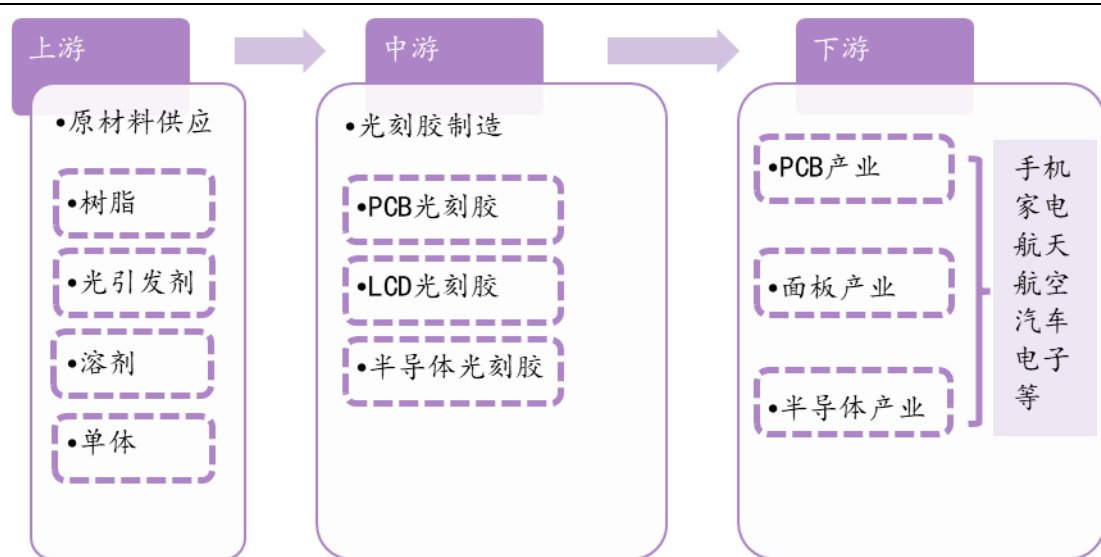 上游
•原材料供应
•树脂
•光引发剂
•溶剂
•单体
中游
•光刻胶制造
•PCB光刻胶
•LCD光刻胶
•半导体光刻胶
下游
•PCB产业
•面板产业
•半导体产业
手机
家电
航天
航空
汽车
电子
等